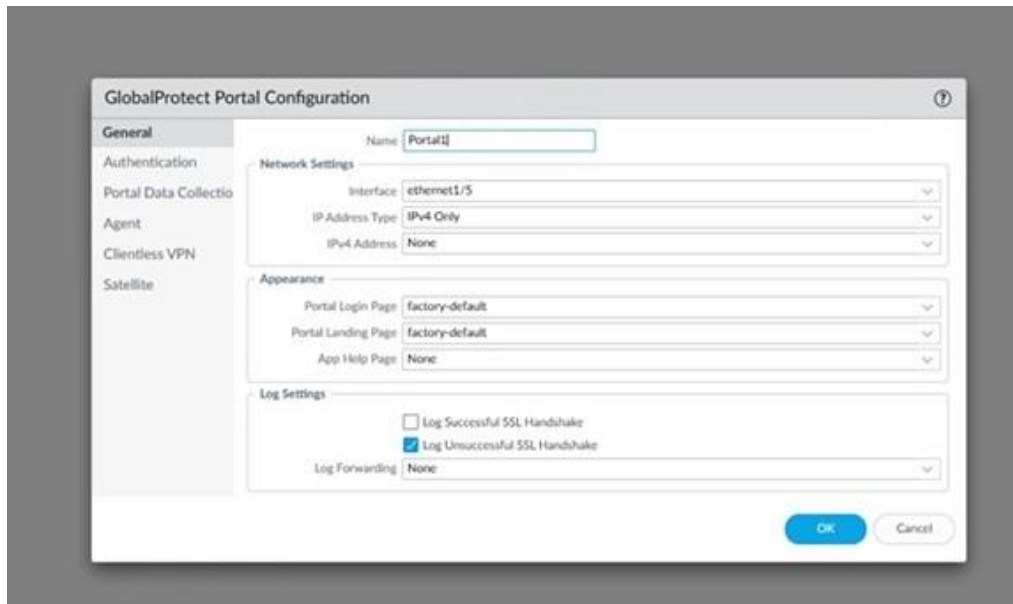 GlobalProtect Portal Configuration
General
Authentication
Portal Data Collectio
Agent
Clientless VPN
Satellite
Name Portal1
Network Settings
Interface ethernet1/5
IP Address Type IPv4 Only
IPv4 Address None
Appearance
Portal Login Page factory-default
Portal Landing Page factory-default
App Help Page None
Log Settings
Log Successful SSL Handshake
Log Unsuccessful SSL Handshake
Log Forwarding None
OK Cancel